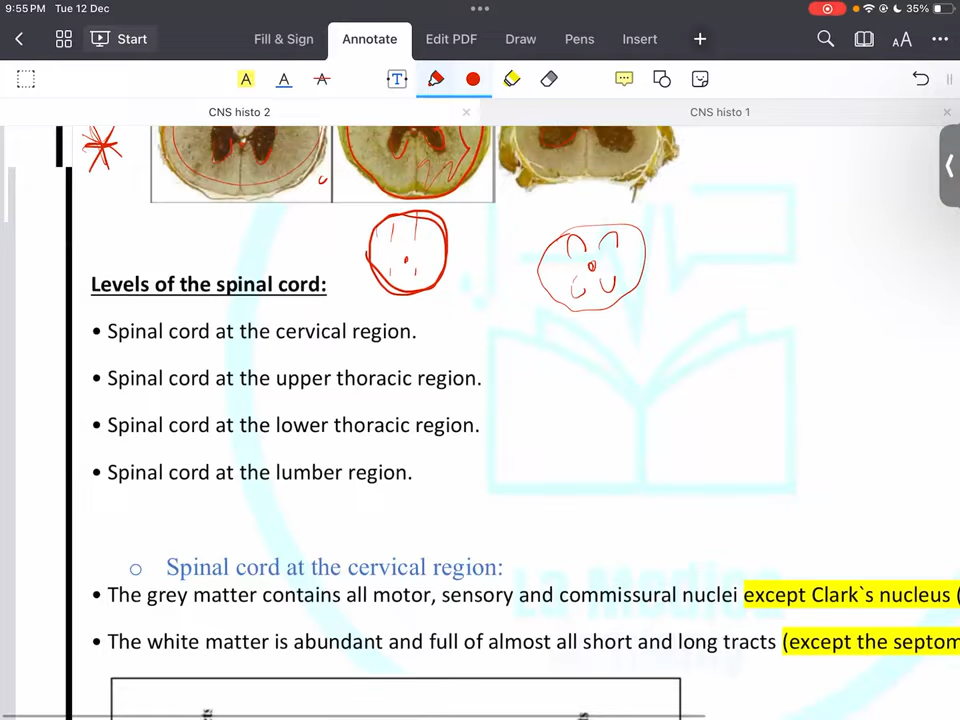 9:55 PM Tue 12 Dec
35%
Start
Fill & Sign
Annotate
Edit PDF
Draw
Pens
Insert
CNS histo 2
CNS histo 1
Levels of the spinal cord:
• Spinal cord at the cervical region.
• Spinal cord at the upper thoracic region.
• Spinal cord at the lower thoracic region.
• Spinal cord at the lumber region.
o Spinal cord at the cervical region:
• The grey matter contains all motor, sensory and commissural nuclei except Clark`s nucleus (
• The white matter is abundant and full of almost all short and long tracts (except the septom